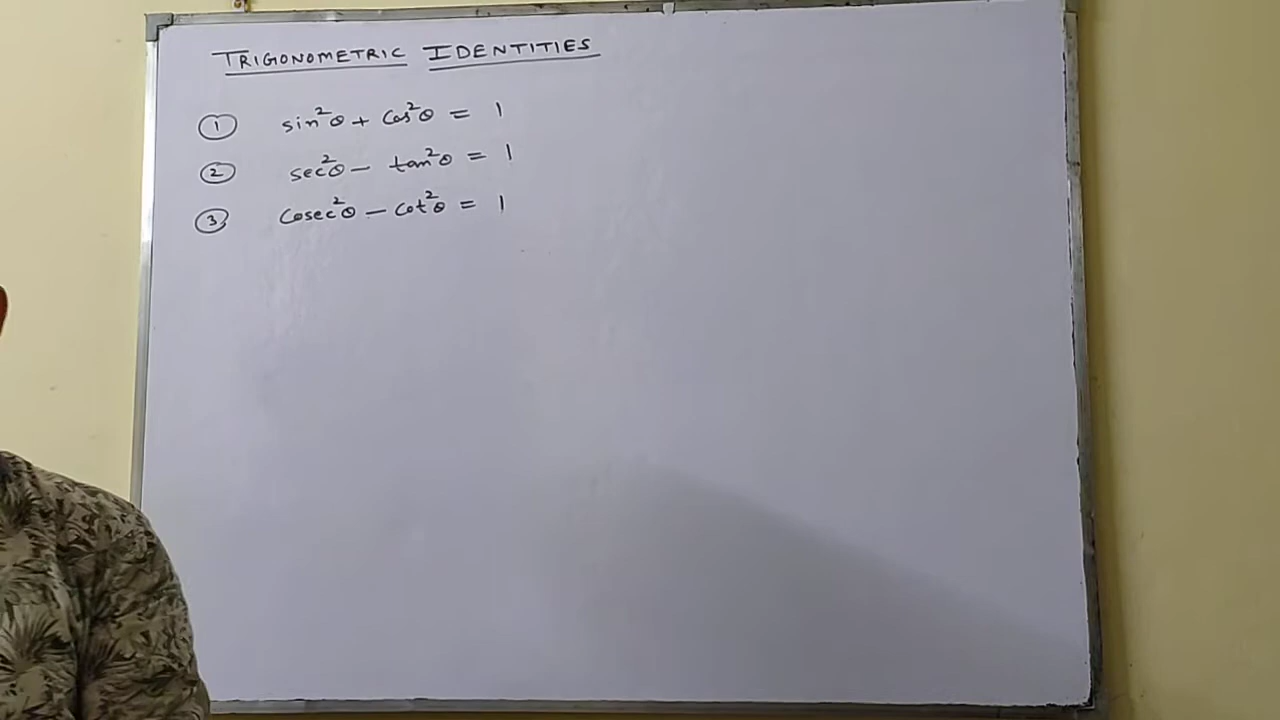 TRIGONOMETRIC IDENTITIES
① sin²θ + cos²θ = 1
② sec²θ − tan²θ = 1
③ cosec²θ − cot²θ = 1